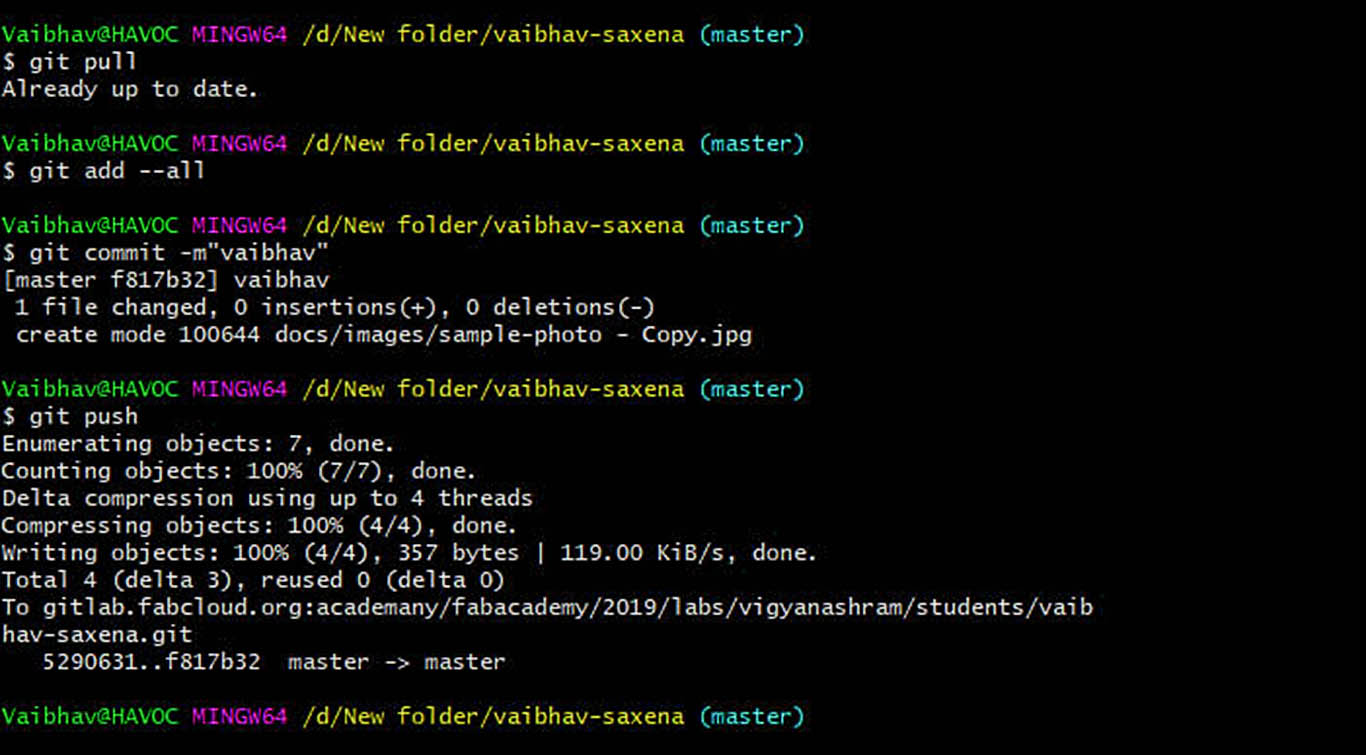 Vaibhav@HAVOC MINGW64 /d/New folder/vaibhav-saxena (master)
$ git pull
Already up to date.
Vaibhav@HAVOC MINGW64 /d/New folder/vaibhav-saxena (master)
$ git add --all
Vaibhav@HAVOC MINGW64 /d/New folder/vaibhav-saxena (master)
$ git commit -m"vaibhav"
[master f817b32] vaibhav
 1 file changed, 0 insertions(+), 0 deletions(-)
 create mode 100644 docs/images/sample-photo - Copy.jpg
Vaibhav@HAVOC MINGW64 /d/New folder/vaibhav-saxena (master)
$ git push
Enumerating objects: 7, done.
Counting objects: 100% (7/7), done.
Delta compression using up to 4 threads
Compressing objects: 100% (4/4), done.
Writing objects: 100% (4/4), 357 bytes | 119.00 KiB/s, done.
Total 4 (delta 3), reused 0 (delta 0)
To gitlab.fabcloud.org:academany/fabacademy/2019/labs/vigyanashram/students/vaib
hav-saxena.git
   5290631..f817b32  master -> master
Vaibhav@HAVOC MINGW64 /d/New folder/vaibhav-saxena (master)